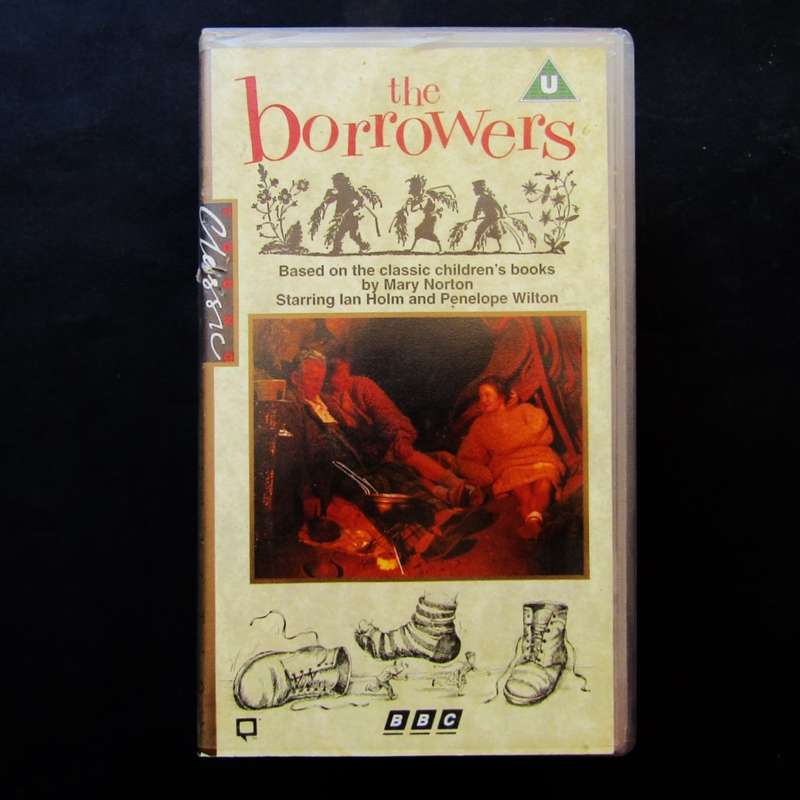 U
the
borrowers
Classic
Based on the classic children's books
by Mary Norton
Starring Ian Holm and Penelope Wilton
BBC